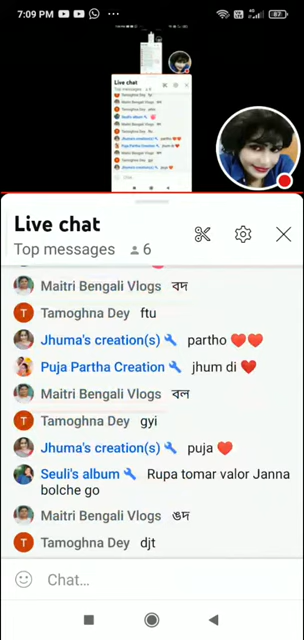 7:09 PM
87
Live chat
Top messages 6
Maitri Bengali Vlogs বদ
T Tamoghna Dey ftu
Jhuma's creation(s) partho ❤️❤️
Puja Partha Creation jhum di ❤️
Maitri Bengali Vlogs বল
T Tamoghna Dey gyi
Jhuma's creation(s) puja ❤️
Seuli's album Rupa tomar valor Janna
bolche go
Maitri Bengali Vlogs ঙদ
T Tamoghna Dey djt
Chat...